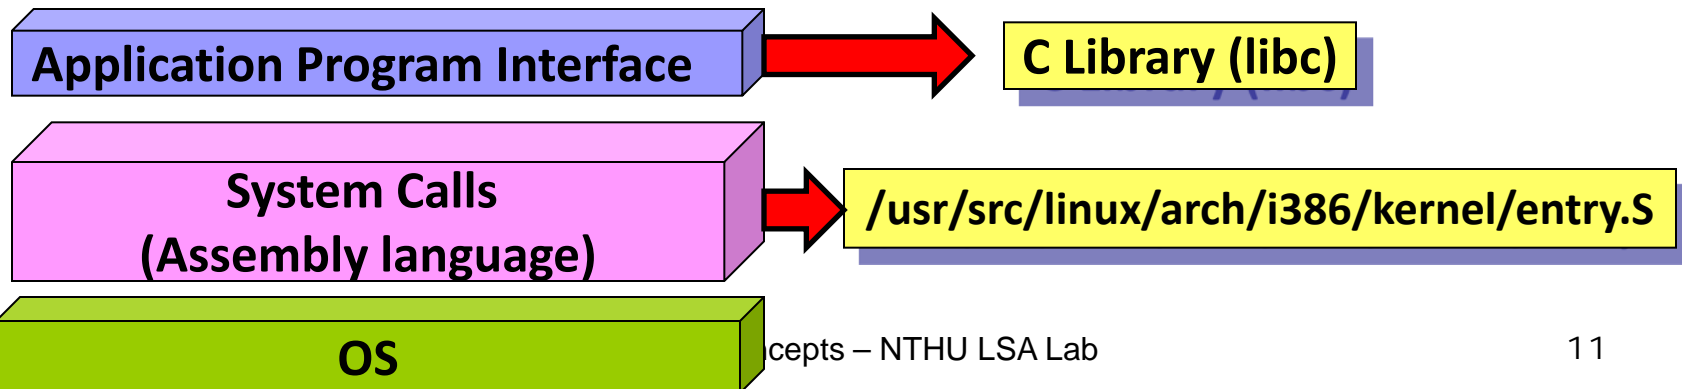 Application Program Interface
C Library (libc)
System Calls
(Assembly language)
/usr/src/linux/arch/i386/kernel/entry.S
OS
– NTHU LSA Lab
11